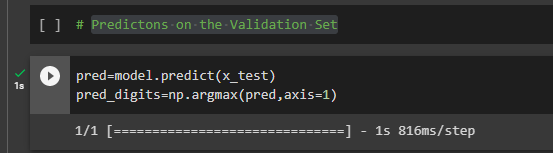 [ ] # Predictons on the Validation Set
pred=model.predict(x_test)
1s
pred_digits=np.argmax(pred,axis=1)
1/1 [==============================] - 1s 816ms/step